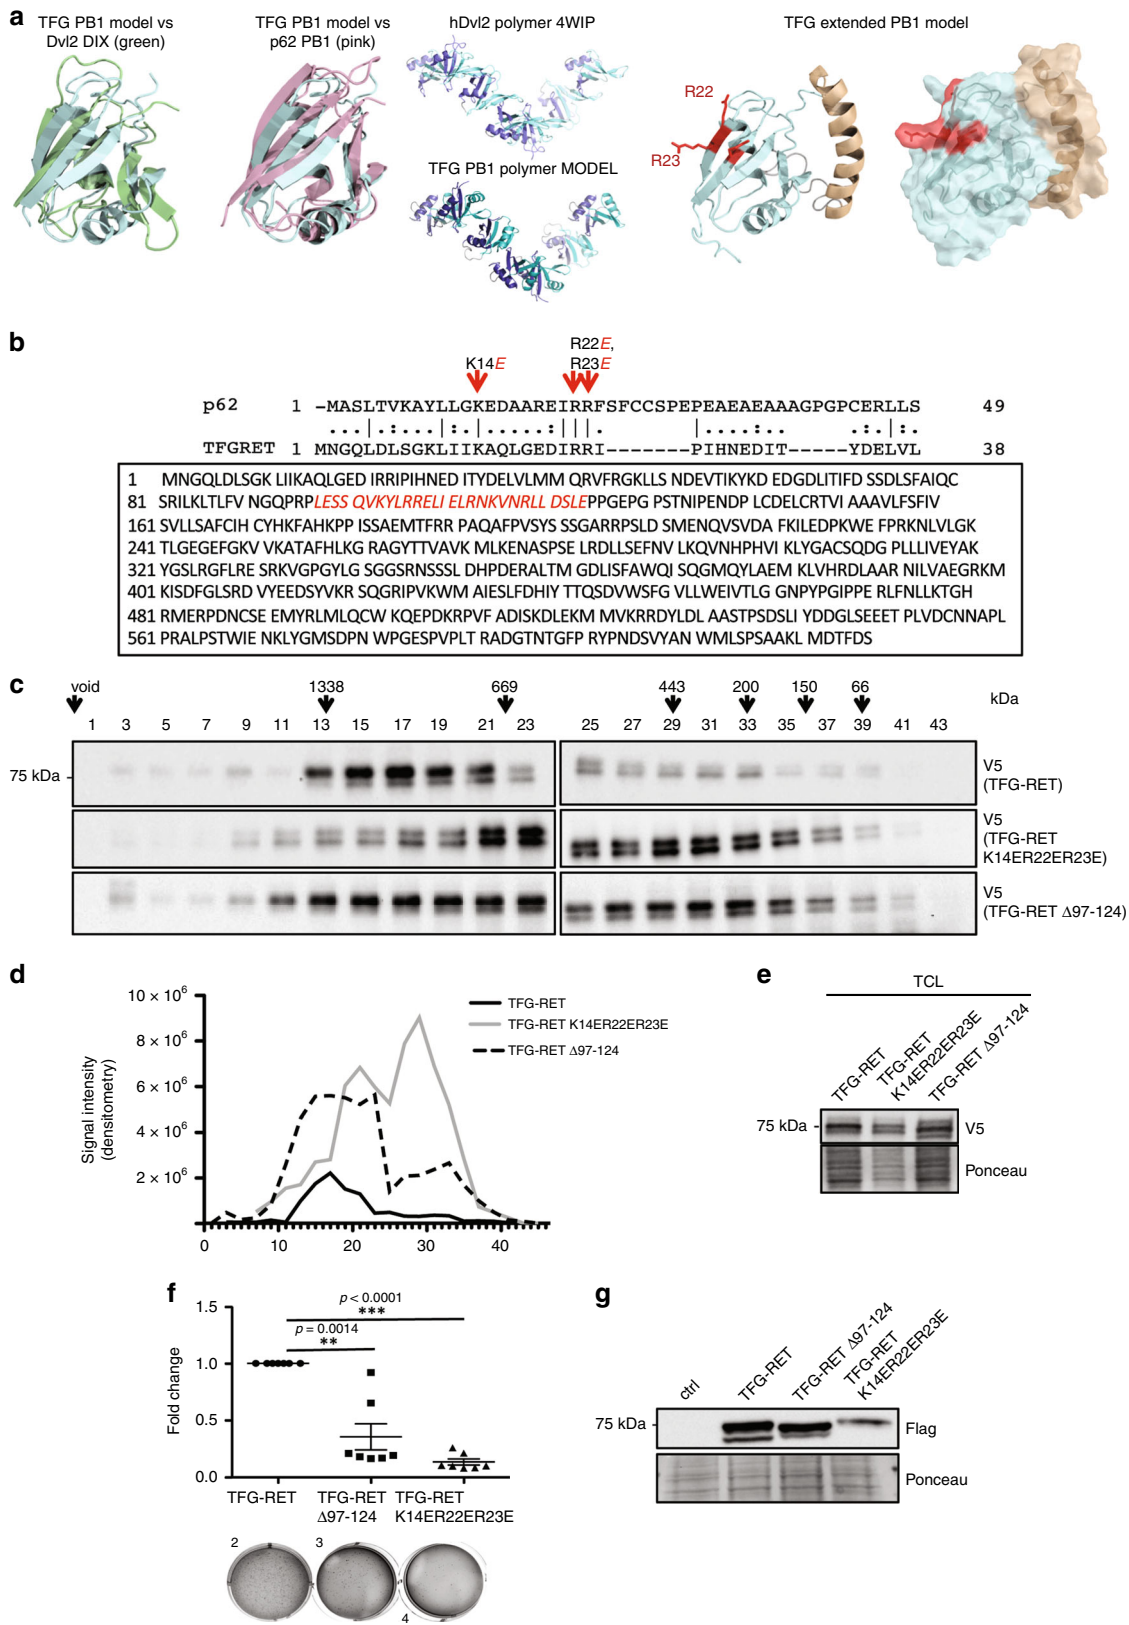 a
TFG PB1 model vs
Dvl2 DIX (green)
TFG PB1 model vs
p62 PB1 (pink)
hDvl2 polymer 4WIP
TFG PB1 polymer MODEL
TFG extended PB1 model
R22
R23
b
K14E
R22E,
R23E
p62 1 -MASLTVKAYLLGKEDAAREIRRFSFCCSPEPEAEAEAAAGPGPCERLLS 49
TFGRET 1 MNGQLDLSGKLIIKAQLGEDIRRI-------PIHNEDIT-----YDELVL 38
1 MNGQLDLSGK LIIKAQLGED IRRIPIHNED ITYDELVLMM QRVFRGKLLS NDEVTIKYKD EDGDLITIFD SSDLSFAIQC
81 SRILKLTLFV NGQPRPLESS QVKYLRRELI ELRNKVNRLL DSLEPPGEPG PSTNIPENDP LCDELCRTVI AAAVLFSFIV
161 SVLLSAFCIH CYHKFAHKPP ISSAEMTFRR PAQAFPVSYS SSGARRPSLD SMENQVSVDA FKILEDPKWE FPRKNLVLGK
241 TLGEGEFGKV VKATAFHLKG RAGYTTVAVK MLKENASPSE LRDLLSEFNV LKQVNHPHVI KLYGACSQDG PLLLIVEYAK
321 YGSLRGFLRE SRKVGPGYLG SGGSRNSSSL DHPDERALTM GDLISFAWQI SQGMQYLAEM KLVHRDLAAR NILVAEGRKM
401 KISDFGLSRD VYEEDSYVKR SQGRIPVKWM AIESLFDHIY TTQSDVWSFG VLLWEIVTLG GNPYPGIPPE RLFNLLKTGH
481 RMERPDNCSE EMYRLMLQCW KQEPDKRPVF ADISKDLEKM MVKRRDYLDL AASTPSDSLI YDDGLSEEET PLVDCNNAPL
561 PRALPSTWIE NKLYGMSDPN WPGESPVPLT RADGTNTGFP RYPNDSVYAN WMLSPSAAKL MDTFDS
c
void 1338 669 443 200 150 66 kDa
1 3 5 7 9 11 13 15 17 19 21 23 25 27 29 31 33 35 37 39 41 43
75 kDa
V5
(TFG-RET)
V5
(TFG-RET
K14ER22ER23E)
V5
(TFG-RET Δ97-124)
d
Signal intensity
(densitometry)
10 × 10⁶
8 × 10⁶
6 × 10⁶
4 × 10⁶
2 × 10⁶
0 10 20 30 40
TFG-RET
TFG-RET K14ER22ER23E
TFG-RET Δ97-124
e
TCL
TFG-RET
TFG-RET
K14ER22ER23E
TFG-RET Δ97-124
75 kDa
V5
Ponceau
f
Fold change
1.5
1.0
0.5
0.0
p < 0.0001
***
p = 0.0014
**
TFG-RET
TFG-RET
Δ97-124
TFG-RET
K14ER22ER23E
2
3
4
g
ctrl
TFG-RET
TFG-RET Δ97-124
TFG-RET
K14ER22ER23E
75 kDa
Flag
Ponceau